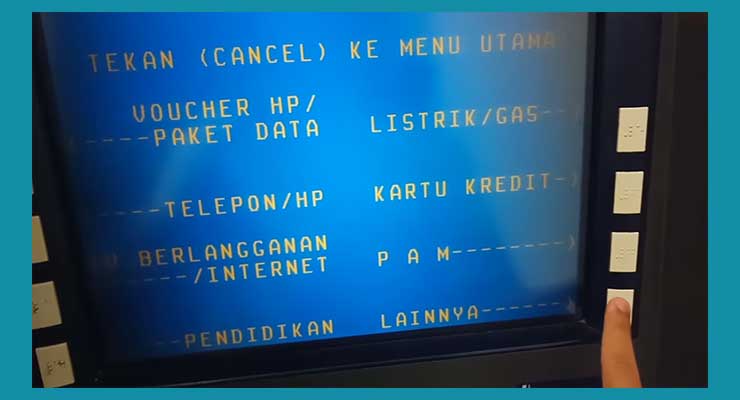 TEKAN (CANCEL) KE MENU UTAMA
VOUCHER HP/
----PAKET DATA
LISTRIK/GAS--)
----TELEPON/HP
KARTU KREDIT-)
BERLANGGANAN
----/INTERNET
P A M--------)
--PENDIDIKAN
LAINNYA------)